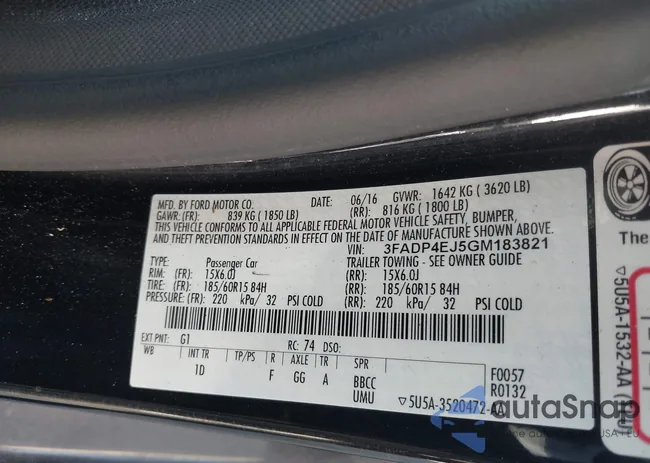 MFD. BY FORD MOTOR CO. DATE: 06/16 GVWR: 1642 KG ( 3620 LB)
GAWR: (FR): 839 KG ( 1850 LB) (RR): 816 KG ( 1800 LB)
THIS VEHICLE CONFORMS TO ALL APPLICABLE FEDERAL MOTOR VEHICLE SAFETY, BUMPER,
AND THEFT PREVENTION STANDARDS IN EFFECT ON THE DATE OF MANUFACTURE SHOWN ABOVE.
VIN: 3FADP4EJ5GM183821
TYPE: Passenger Car TRAILER TOWING - SEE OWNER GUIDE
RIM: (FR): 15X6.0J (RR): 15X6.0J
TIRE: (FR): 185/60R15 84H (RR): 185/60R15 84H
PRESSURE: (FR): 220 kPa/ 32 PSI COLD (RR): 220 kPa/ 32 PSI COLD
EXT PNT: G1 RC: 74 DSO:
WB INT TR TP/PS R AXLE TR SPR
1D F GG A BBCC F0057
UMU R0132
▽5U5A-3520472-AA
The
▽5U5A-1532-AA
autoSnap